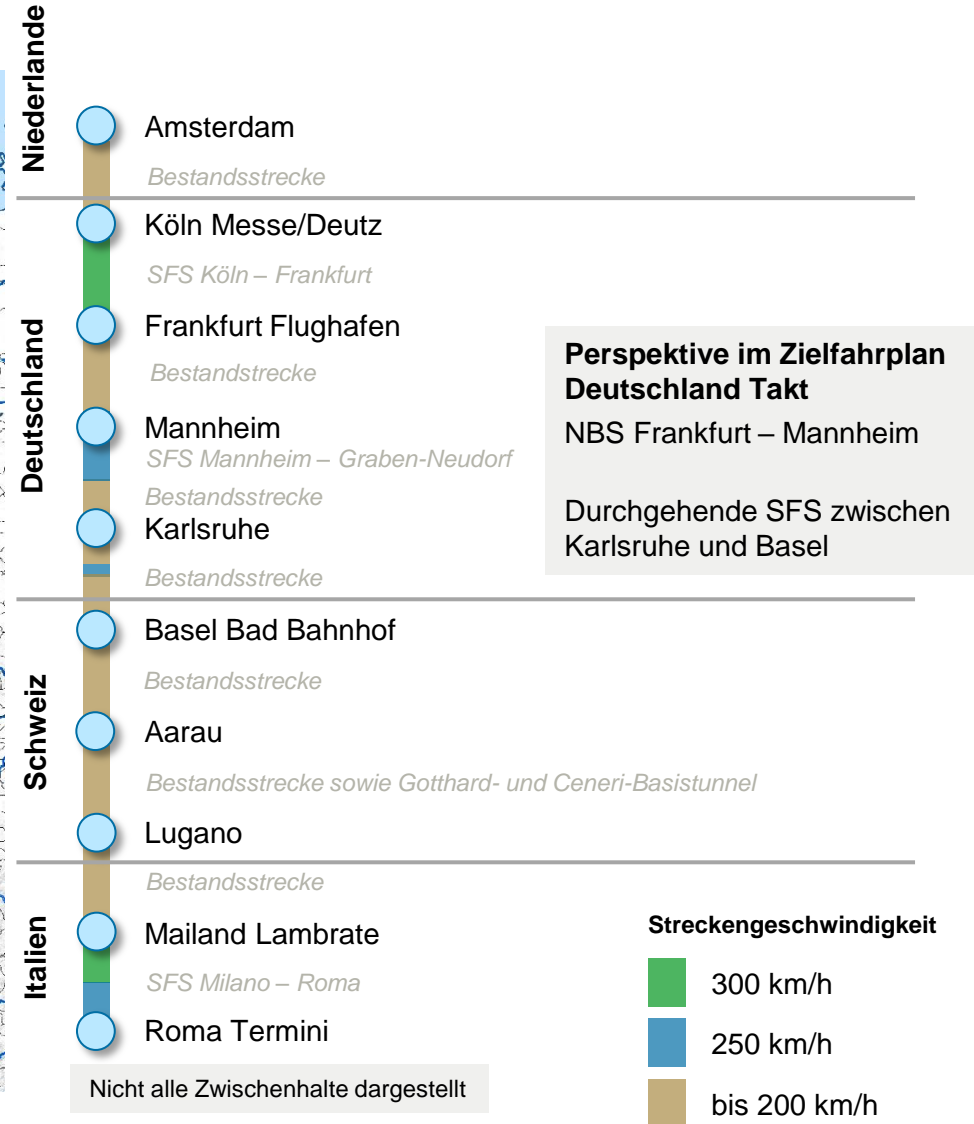 Niederlande
Amsterdam
Bestandsstrecke
Deutschland
Köln Messe/Deutz
SFS Köln – Frankfurt
Frankfurt Flughafen
Bestandstrecke
Mannheim
SFS Mannheim – Graben-Neudorf
Bestandsstrecke
Karlsruhe
Bestandsstrecke
Perspektive im Zielfahrplan
Deutschland Takt
NBS Frankfurt – Mannheim
Durchgehende SFS zwischen
Karlsruhe und Basel
Schweiz
Basel Bad Bahnhof
Bestandsstrecke
Aarau
Bestandsstrecke sowie Gotthard- und Ceneri-Basistunnel
Lugano
Italien
Bestandsstrecke
Mailand Lambrate
SFS Milano – Roma
Roma Termini
Nicht alle Zwischenhalte dargestellt
Streckengeschwindigkeit
300 km/h
250 km/h
bis 200 km/h